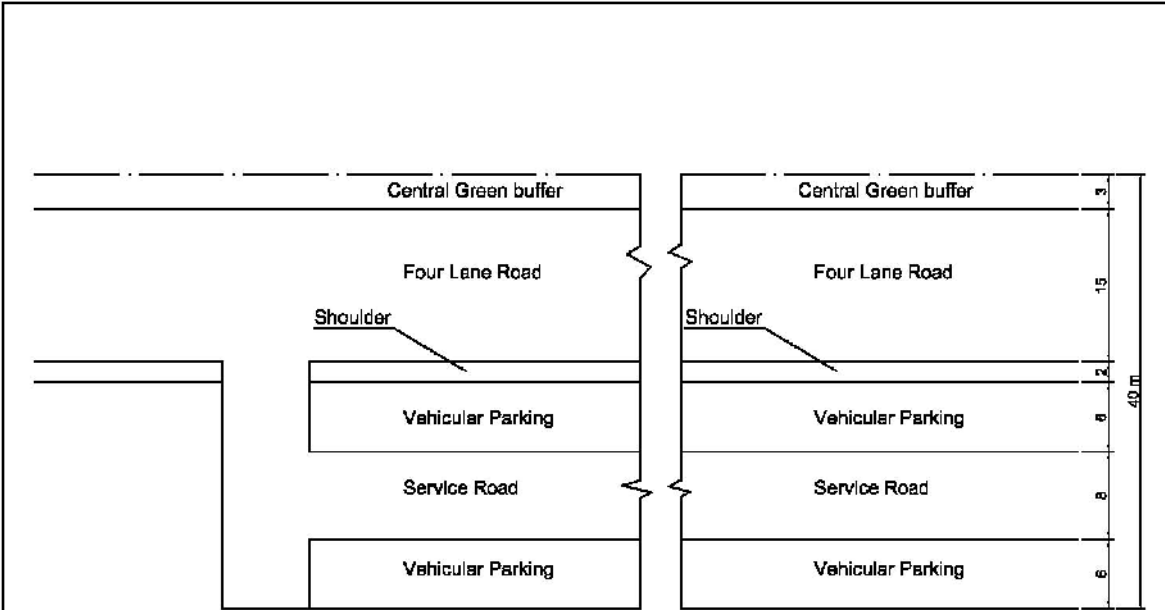 Central Green buffer
Central Green buffer
3
Four Lane Road
Four Lane Road
15
Shoulder
Shoulder
2
40 m
Vehicular Parking
Vehicular Parking
6
Service Road
Service Road
8
Vehicular Parking
Vehicular Parking
6